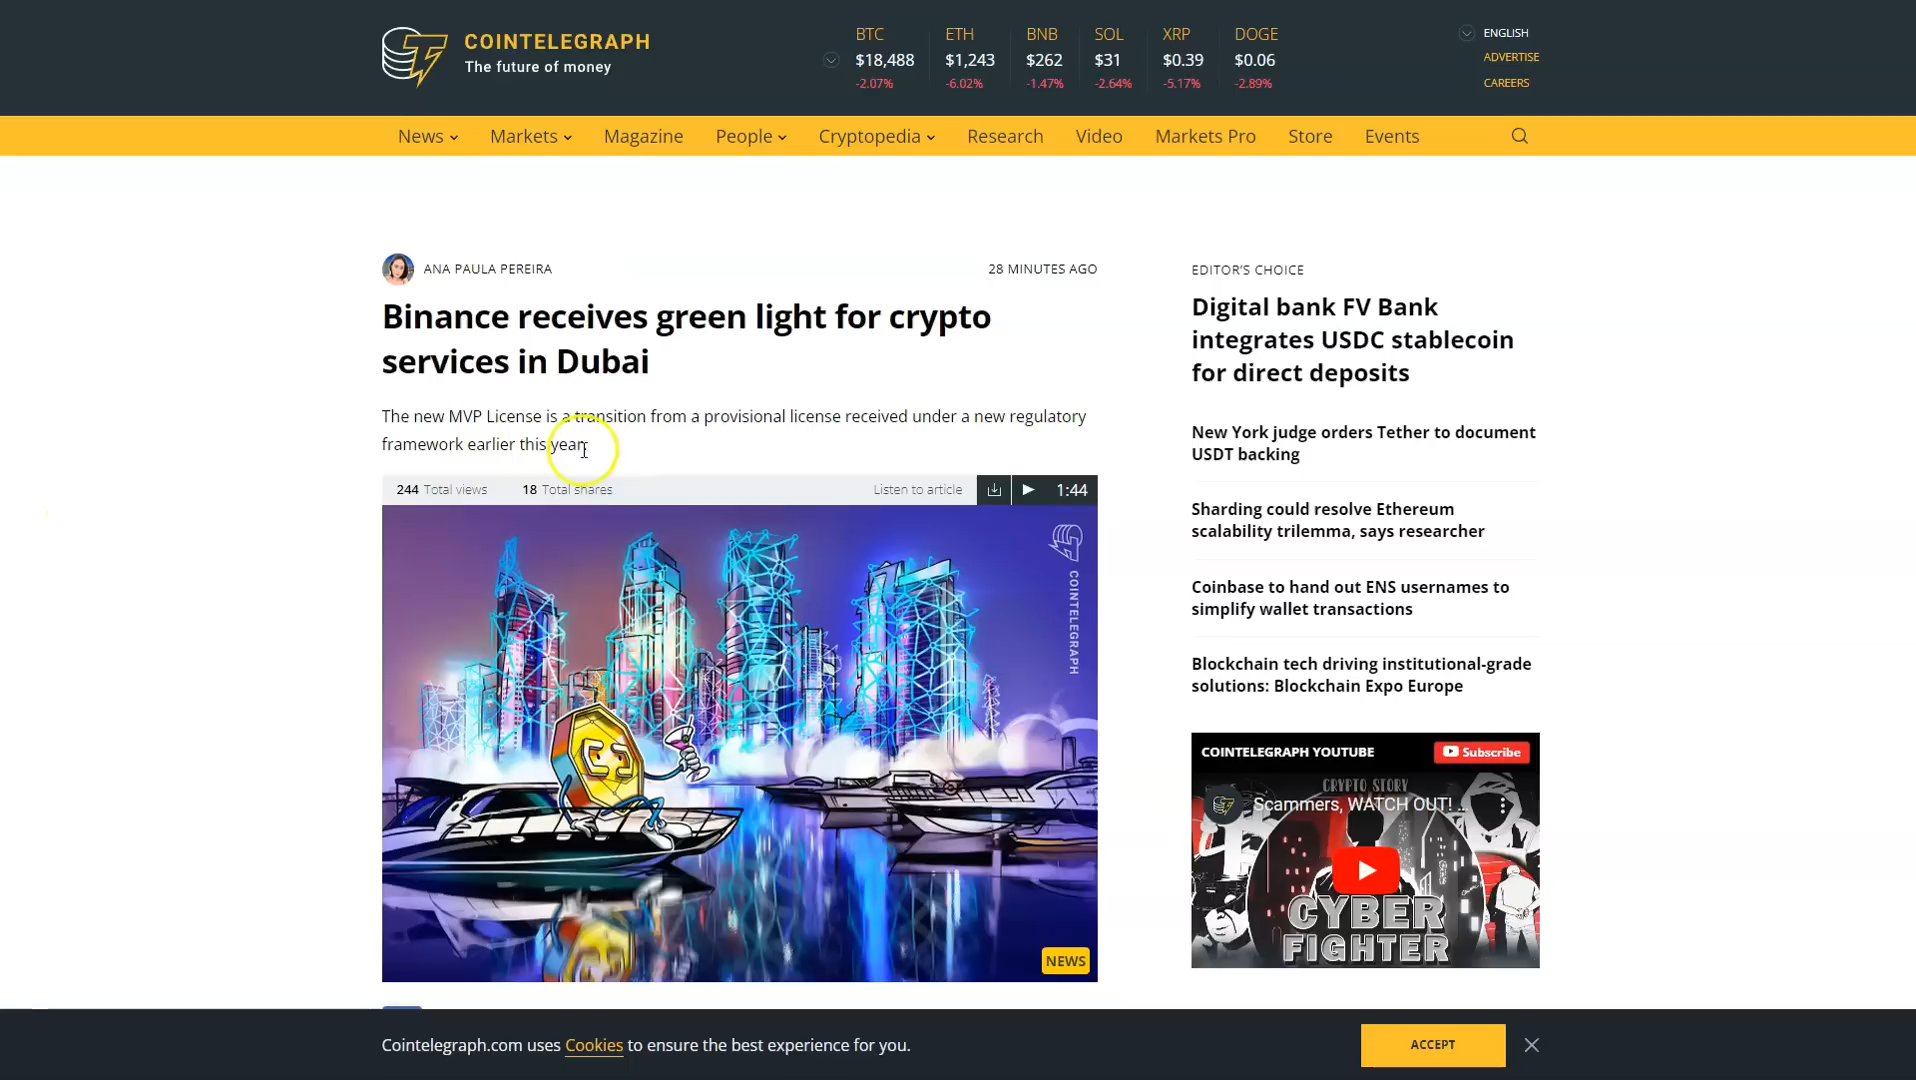 COINTELEGRAPH
The future of money
BTC ETH BNB SOL XRP DOGE
$18,488 $1,243 $262 $31 $0.39 $0.06
-2.07% -6.02% -1.47% -2.64% -5.17% -2.89%
ENGLISH
ADVERTISE
CAREERS
News Markets Magazine People Cryptopedia Research Video Markets Pro Store Events
ANA PAULA PEREIRA 28 MINUTES AGO
Binance receives green light for crypto
services in Dubai
The new MVP License is a transition from a provisional license received under a new regulatory
framework earlier this year.
244 Total views 18 Total shares Listen to article 1:44
COINTELEGRAPH
NEWS
EDITOR'S CHOICE
Digital bank FV Bank
integrates USDC stablecoin
for direct deposits
New York judge orders Tether to document
USDT backing
Sharding could resolve Ethereum
scalability trilemma, says researcher
Coinbase to hand out ENS usernames to
simplify wallet transactions
Blockchain tech driving institutional-grade
solutions: Blockchain Expo Europe
COINTELEGRAPH YOUTUBE Subscribe
CRYPTO STORY
Scammers, WATCH OUT! ...
CYBER
FIGHTER
Cointelegraph.com uses Cookies to ensure the best experience for you.
ACCEPT